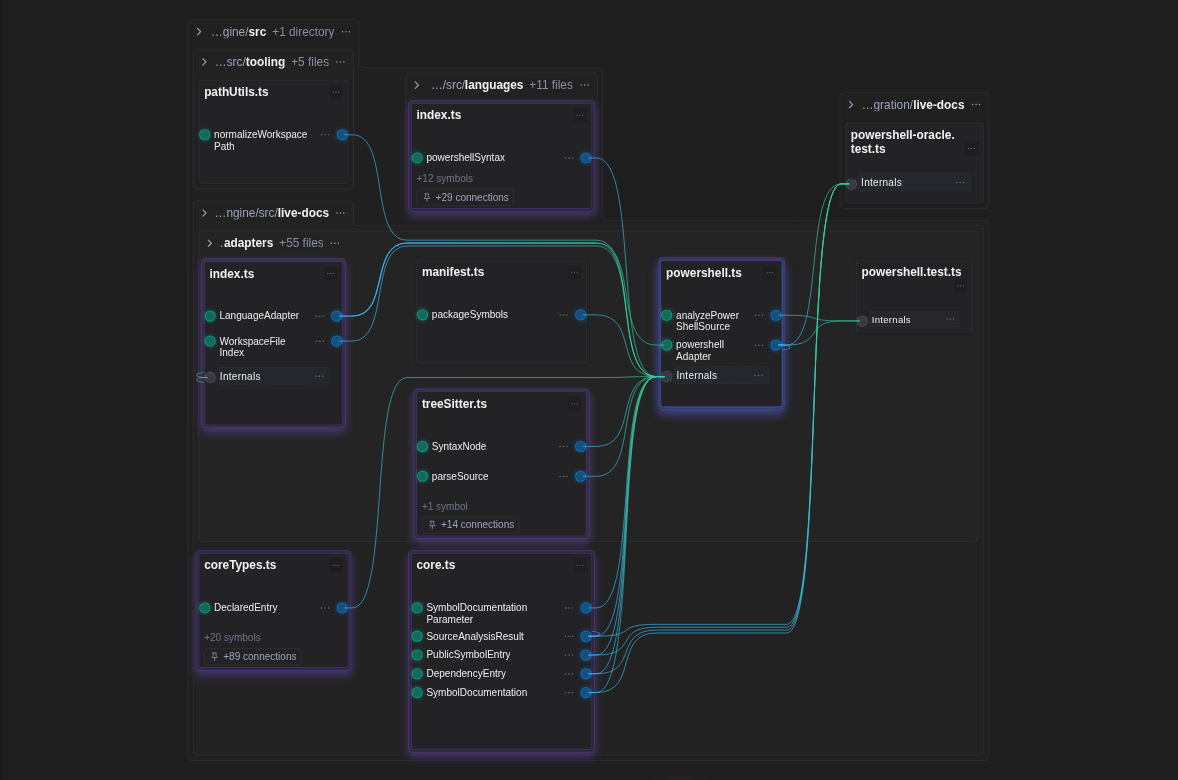 …gine/src +1 directory ···
…src/tooling +5 files ···
pathUtils.ts ···
normalizeWorkspace ···
Path
…/src/languages +11 files ···
index.ts ···
powershellSyntax ···
+12 symbols
+29 connections
…gration/live-docs ···
powershell-oracle.
test.ts ···
Internals ···
…ngine/src/live-docs ···
.adapters +55 files ···
index.ts ···
LanguageAdapter ···
WorkspaceFile ···
Index
Internals ···
manifest.ts ···
packageSymbols ···
powershell.ts ···
analyzePower ···
ShellSource
powershell ···
Adapter
Internals ···
powershell.test.ts
···
Internals ···
treeSitter.ts ···
SyntaxNode ···
parseSource ···
+1 symbol
+14 connections
coreTypes.ts ···
DeclaredEntry ···
+20 symbols
+89 connections
core.ts ···
SymbolDocumentation ···
Parameter
SourceAnalysisResult ···
PublicSymbolEntry ···
DependencyEntry ···
SymbolDocumentation ···